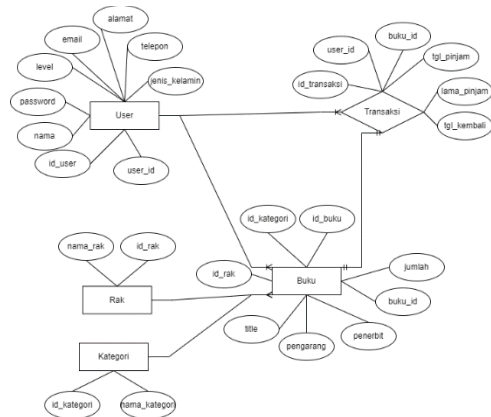 alamat
email
telepon
level
jenis_kelamin
password
User
nama
id_user
user_id
buku_id
user_id
tgl_pinjam
id_transaksi
lama_pinjam
Transaksi
tgl_kembali
id_kategori
id_buku
nama_rak
id_rak
id_rak
jumlah
Buku
Rak
buku_id
title
penerbit
pengarang
Kategori
id_kategori
nama_kategori